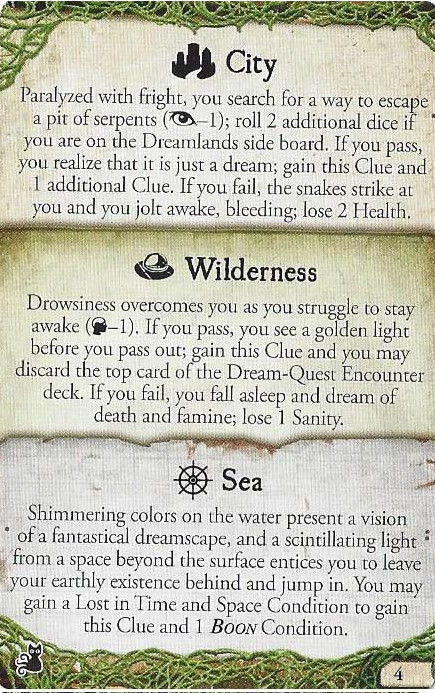 City
Paralyzed with fright, you search for a way to escape
a pit of serpents (–1); roll 2 additional dice if
you are on the Dreamlands side board. If you pass,
you realize that it is just a dream; gain this Clue and
1 additional Clue. If you fail, the snakes strike at
you and you jolt awake, bleeding; lose 2 Health.
Wilderness
Drowsiness overcomes you as you struggle to stay
awake (–1). If you pass, you see a golden light
before you pass out; gain this Clue and you may
discard the top card of the Dream-Quest Encounter
deck. If you fail, you fall asleep and dream of
death and famine; lose 1 Sanity.
Sea
Shimmering colors on the water present a vision
of a fantastical dreamscape, and a scintillating light
from a space beyond the surface entices you to leave
your earthly existence behind and jump in. You may
gain a Lost in Time and Space Condition to gain
this Clue and 1 BOON Condition.
4